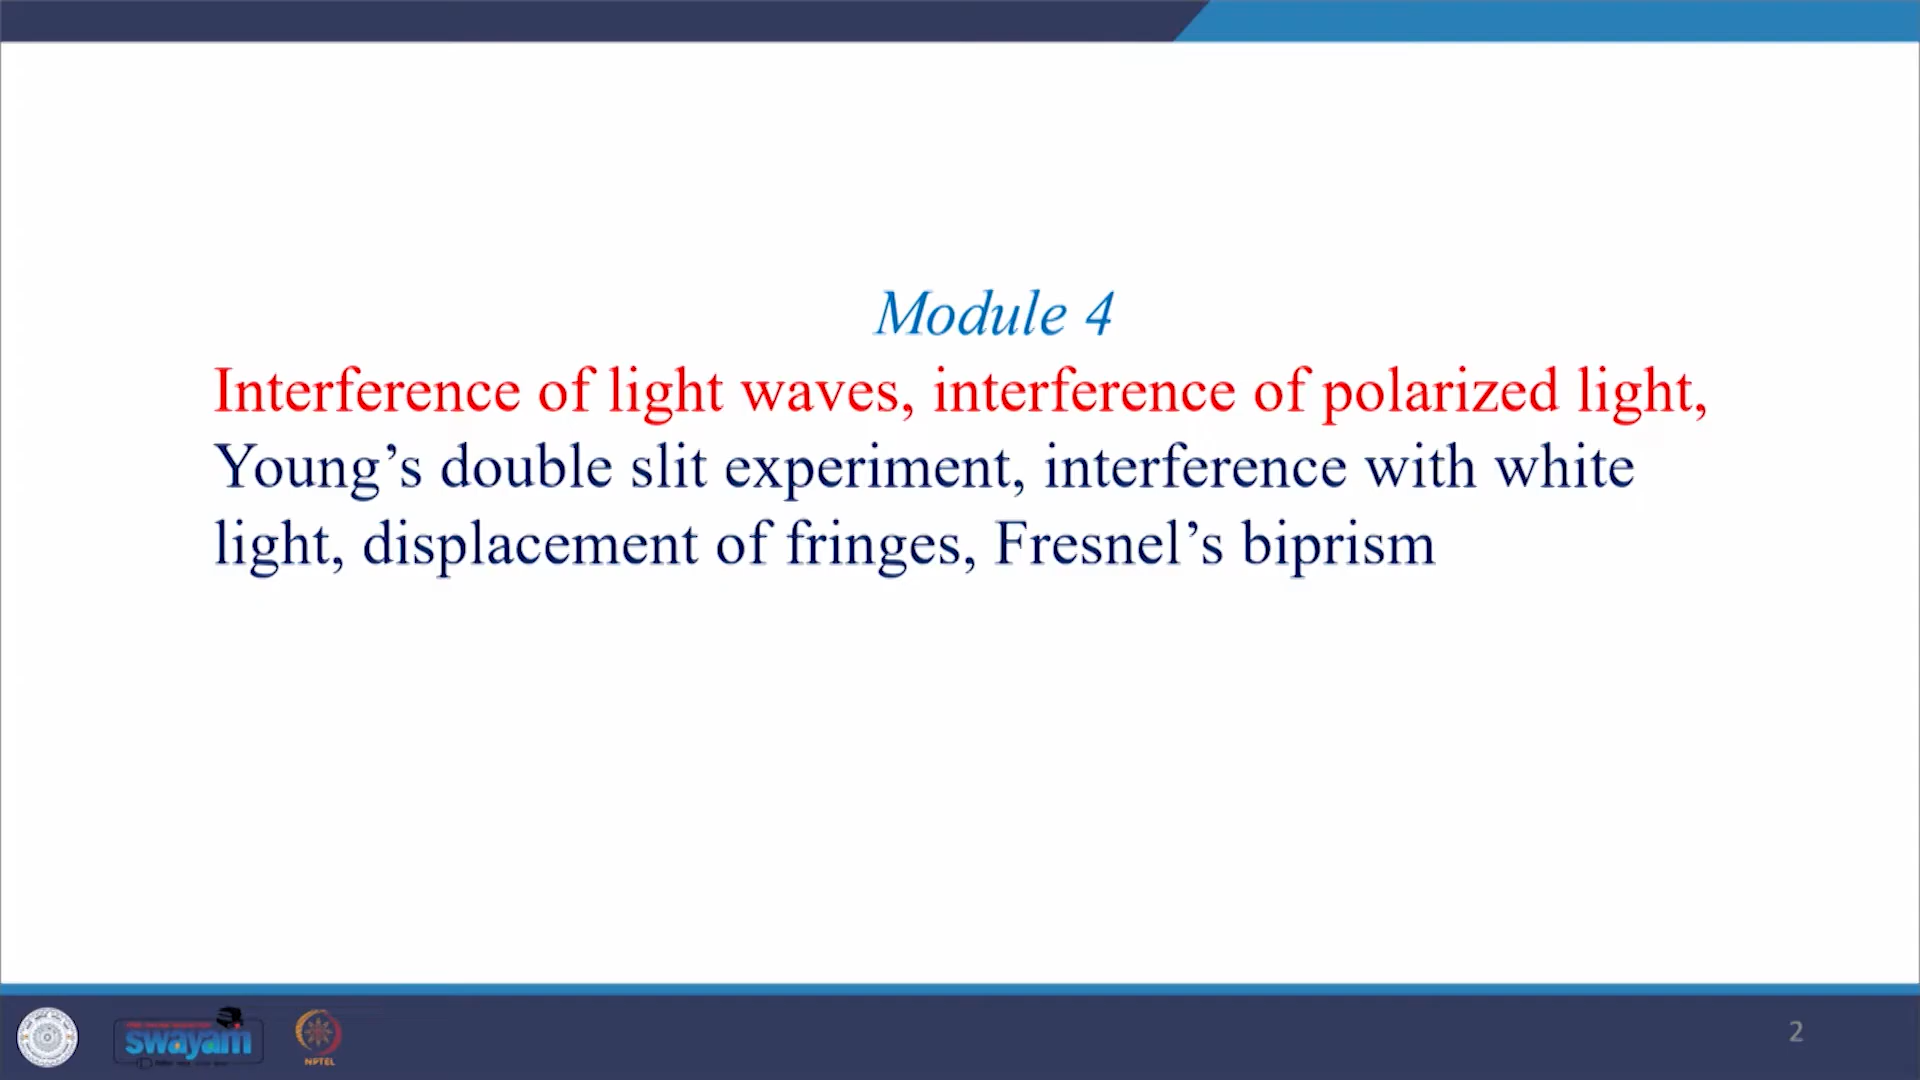 Module 4
Interference of light waves, interference of polarized light,
Young’s double slit experiment, interference with white
light, displacement of fringes, Fresnel’s biprism
swayam
NPTEL
2